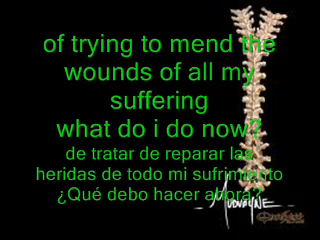 of trying to mend the
wounds of all my
suffering
what do i do now?
de tratar de reparar las
heridas de todo mi sufrimiento
¿Qué debo hacer ahora?
MUDVAYNE